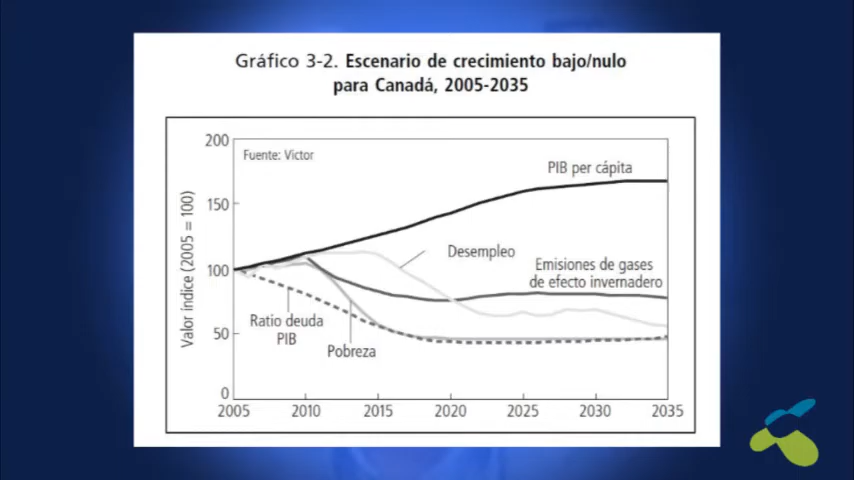 Gráfico 3-2. Escenario de crecimiento bajo/nulo
para Canadá, 2005-2035
200
Fuente: Victor
PIB per cápita
150
Valor índice (2005 = 100)
Desempleo
100
Emisiones de gases
de efecto invernadero
Ratio deuda
PIB
50
Pobreza
0
2005 2010 2015 2020 2025 2030 2035